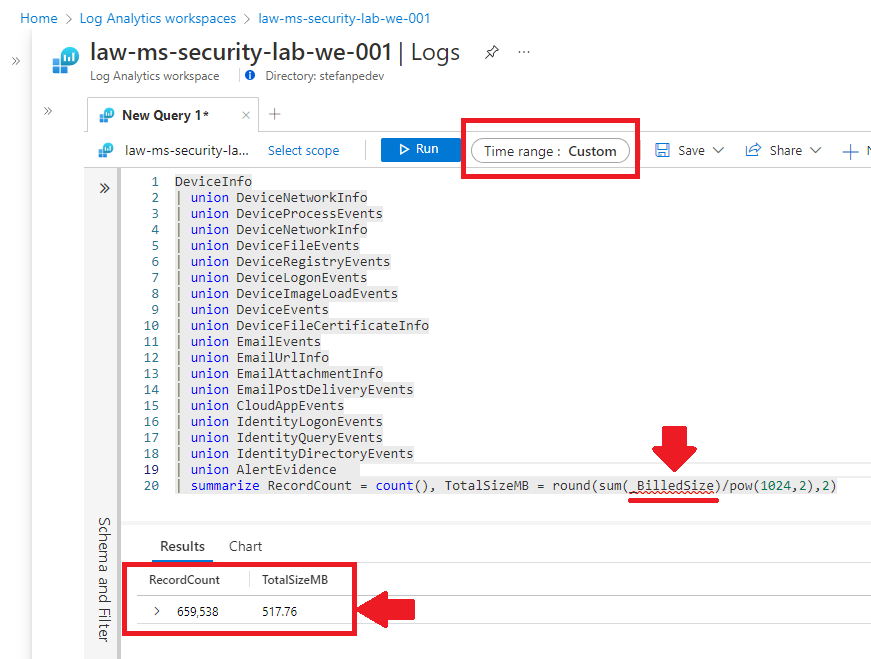 Home > Log Analytics workspaces > law-ms-security-lab-we-001
law-ms-security-lab-we-001 | Logs
Log Analytics workspace Directory: stefanpedev
New Query 1*
law-ms-security-la... Select scope Run Time range : Custom Save Share
1 DeviceInfo
2 | union DeviceNetworkInfo
3 | union DeviceProcessEvents
4 | union DeviceNetworkInfo
5 | union DeviceFileEvents
6 | union DeviceRegistryEvents
7 | union DeviceLogonEvents
8 | union DeviceImageLoadEvents
9 | union DeviceEvents
10 | union DeviceFileCertificateInfo
11 | union EmailEvents
12 | union EmailUrlInfo
13 | union EmailAttachmentInfo
14 | union EmailPostDeliveryEvents
15 | union CloudAppEvents
16 | union IdentityLogonEvents
17 | union IdentityQueryEvents
18 | union IdentityDirectoryEvents
19 | union AlertEvidence
20 | summarize RecordCount = count(), TotalSizeMB = round(sum(_BilledSize)/pow(1024,2),2)
Schema and Filter
Results Chart
RecordCount TotalSizeMB
659,538 517.76